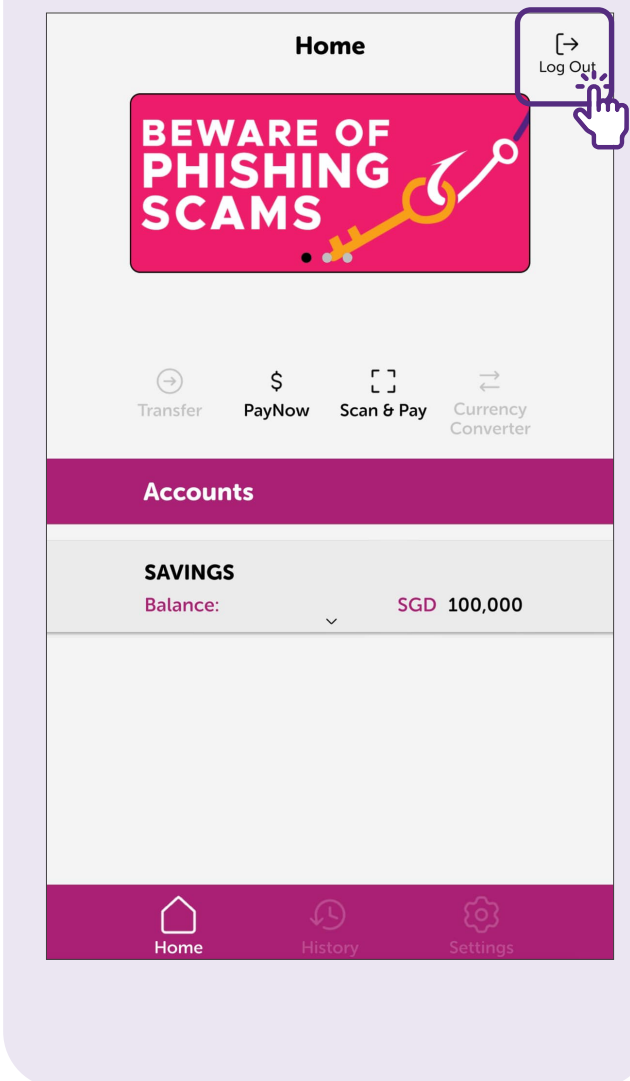 Home
Log Out
BEWARE OF
PHISHING
SCAMS
Transfer
PayNow
Scan & Pay
Currency
Converter
Accounts
SAVINGS
Balance:
SGD 100,000
Home
History
Settings